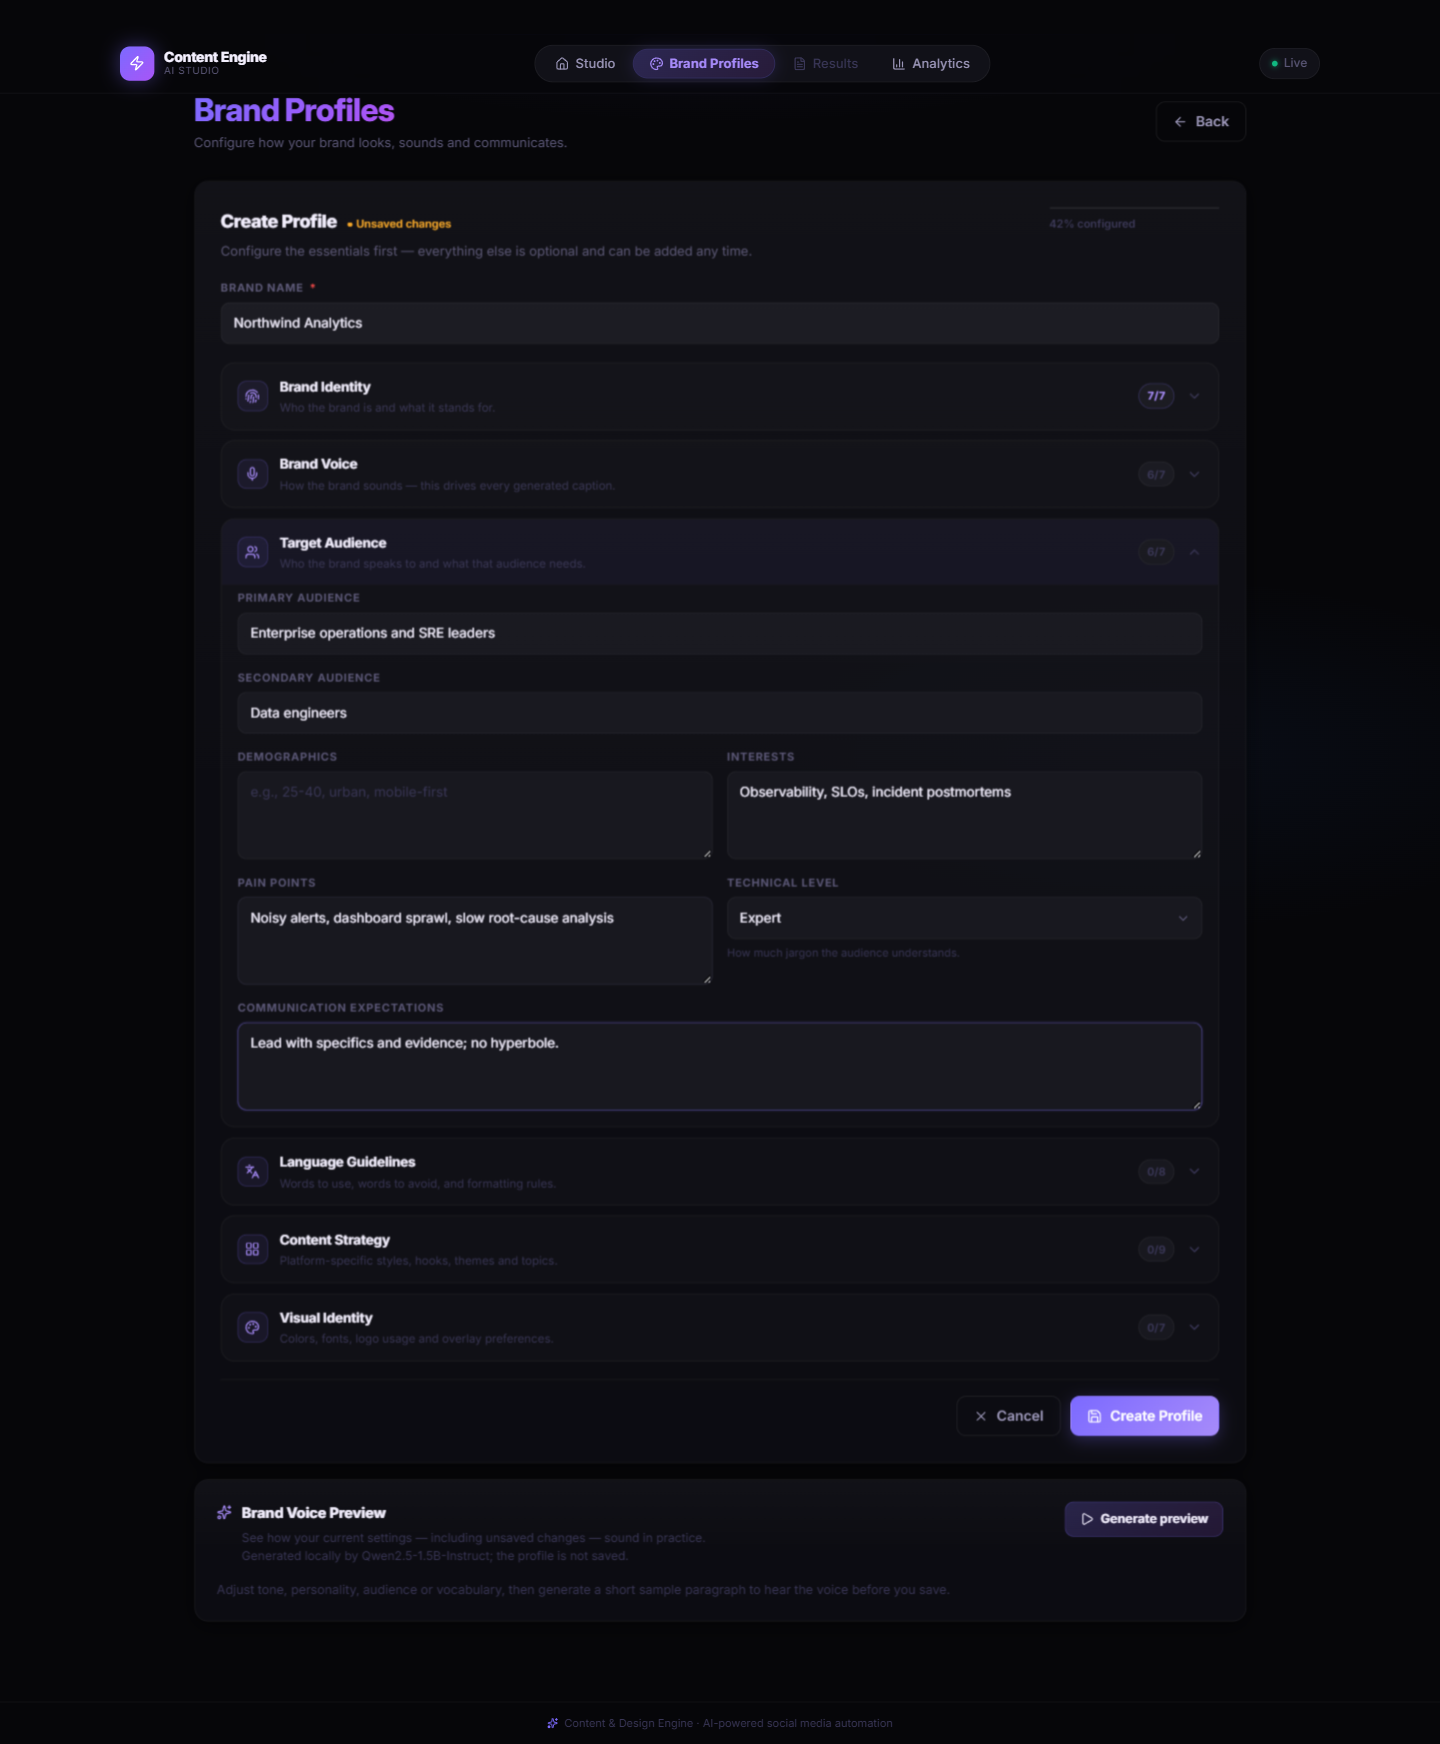 Content Engine
AI STUDIO
Studio
Brand Profiles
Results
Analytics
Live
Brand Profiles
Configure how your brand looks, sounds and communicates.
Back
Create Profile
Unsaved changes
42% configured
Configure the essentials first — everything else is optional and can be added any time.
BRAND NAME *
Northwind Analytics
Brand Identity
Who the brand is and what it stands for.
7/7
Brand Voice
How the brand sounds — this drives every generated caption.
6/7
Target Audience
Who the brand speaks to and what that audience needs.
6/7
PRIMARY AUDIENCE
Enterprise operations and SRE leaders
SECONDARY AUDIENCE
Data engineers
DEMOGRAPHICS
e.g., 25-40, urban, mobile-first
INTERESTS
Observability, SLOs, incident postmortems
PAIN POINTS
Noisy alerts, dashboard sprawl, slow root-cause analysis
TECHNICAL LEVEL
Expert
How much jargon the audience understands.
COMMUNICATION EXPECTATIONS
Lead with specifics and evidence; no hyperbole.
Language Guidelines
Words to use, words to avoid, and formatting rules.
0/8
Content Strategy
Platform-specific styles, hooks, themes and topics.
0/9
Visual Identity
Colors, fonts, logo usage and overlay preferences.
0/7
Cancel
Create Profile
Brand Voice Preview
See how your current settings — including unsaved changes — sound in practice.
Generated locally by Qwen2.5-1.5B-Instruct; the profile is not saved.
Generate preview
Adjust tone, personality, audience or vocabulary, then generate a short sample paragraph to hear the voice before you save.
Content & Design Engine · AI-powered social media automation